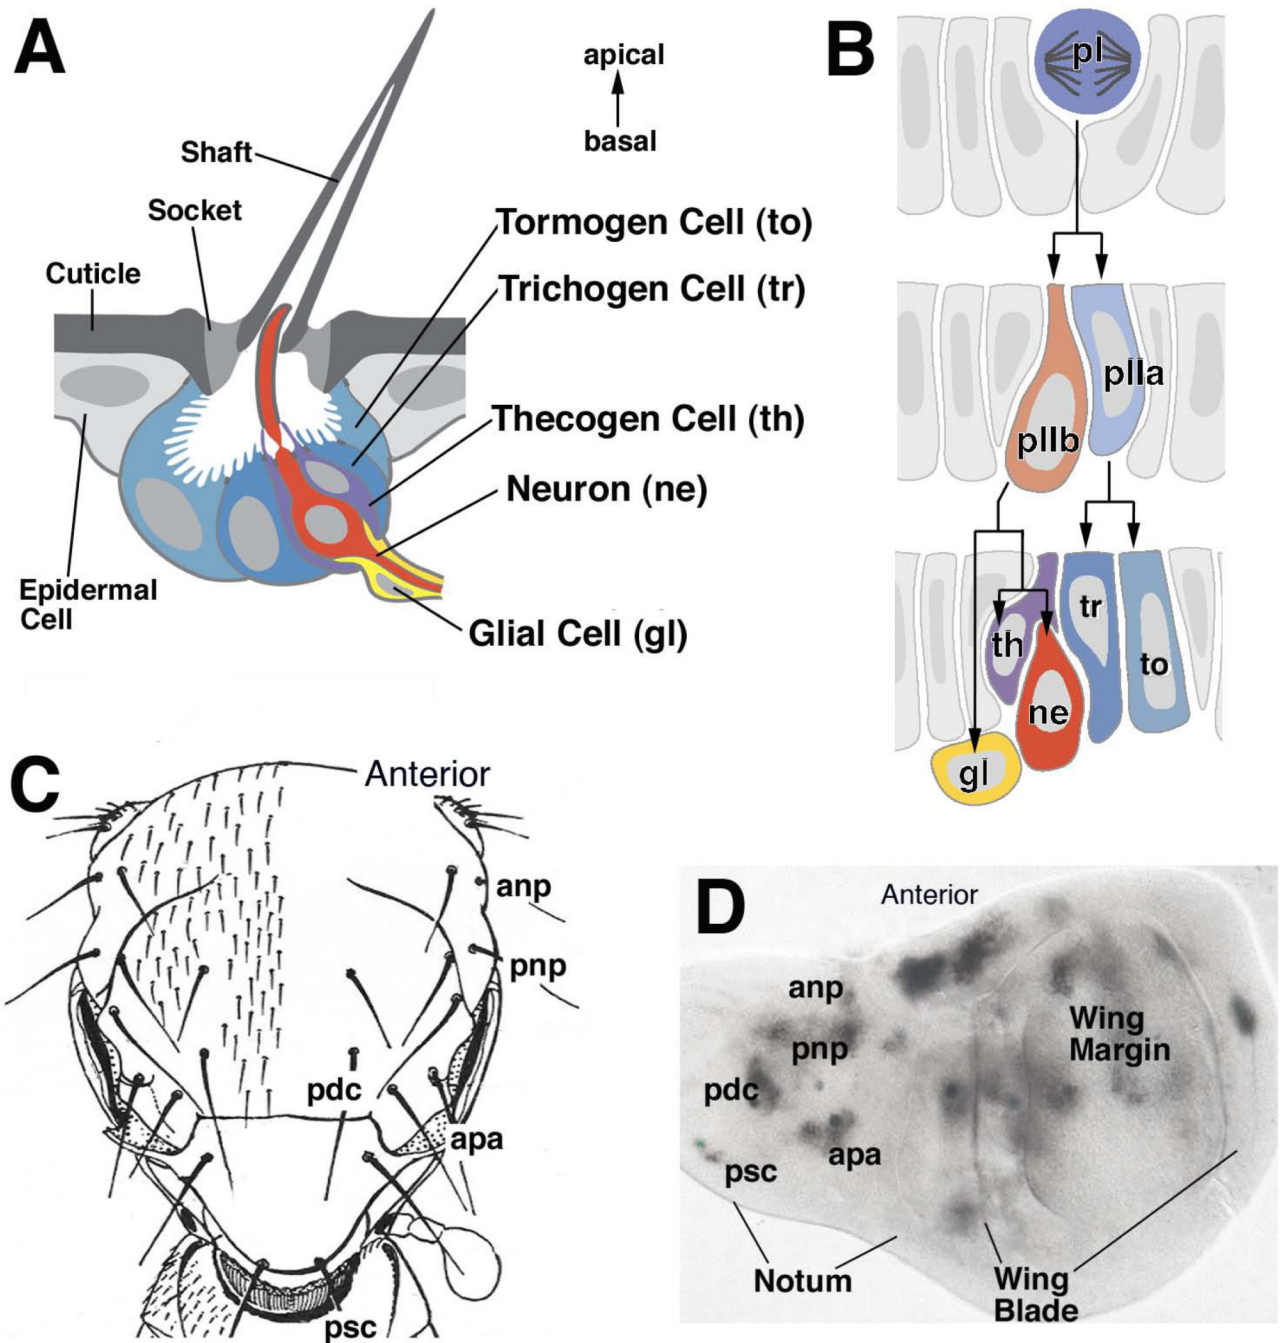 A
apical
basal
Shaft
Socket
Cuticle
Tormogen Cell (to)
Trichogen Cell (tr)
Thecogen Cell (th)
Neuron (ne)
Epidermal
Cell
Glial Cell (gl)
B
pI
pIIa
pIIb
tr
th
to
ne
gl
C
Anterior
anp
pnp
pdc
apa
psc
D
Anterior
anp
Wing
Margin
pnp
pdc
apa
psc
Notum
Wing
Blade